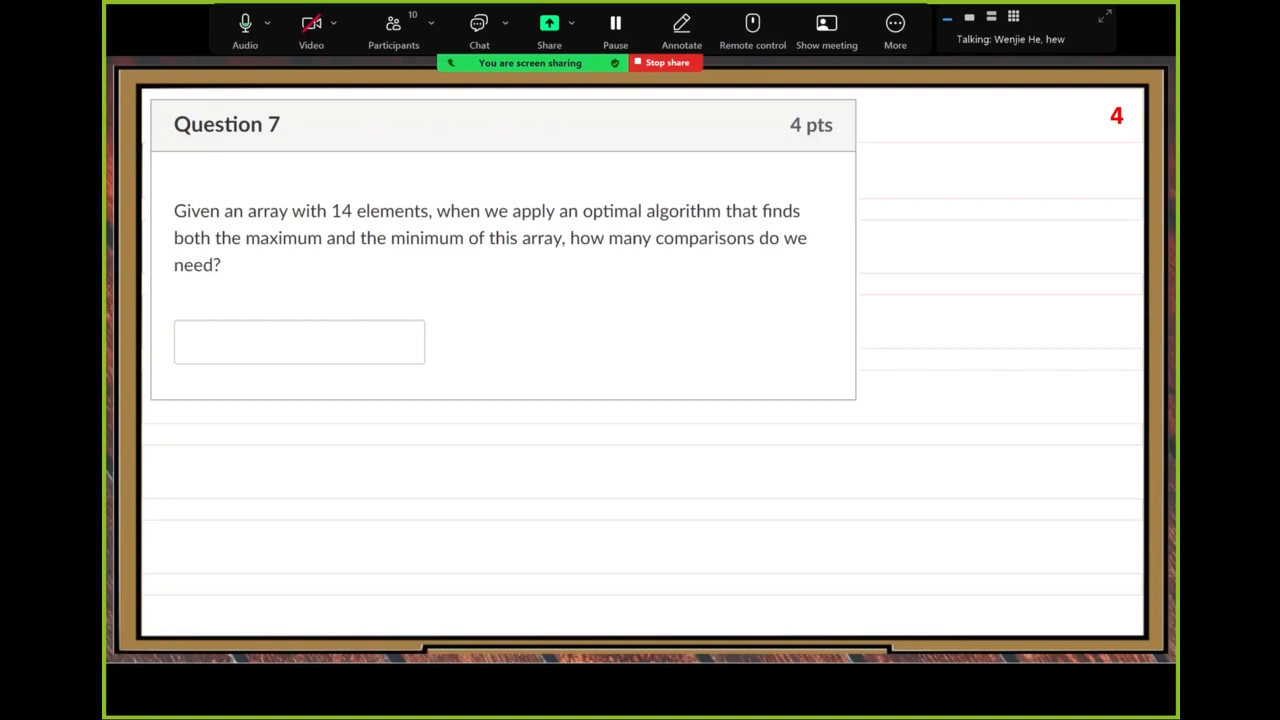 10
Audio Video Participants Chat Share Pause Annotate Remote control Show meeting More
Talking: Wenjie He, hew
You are screen sharing Stop share
Question 7 4 pts
4
Given an array with 14 elements, when we apply an optimal algorithm that finds
both the maximum and the minimum of this array, how many comparisons do we
need?